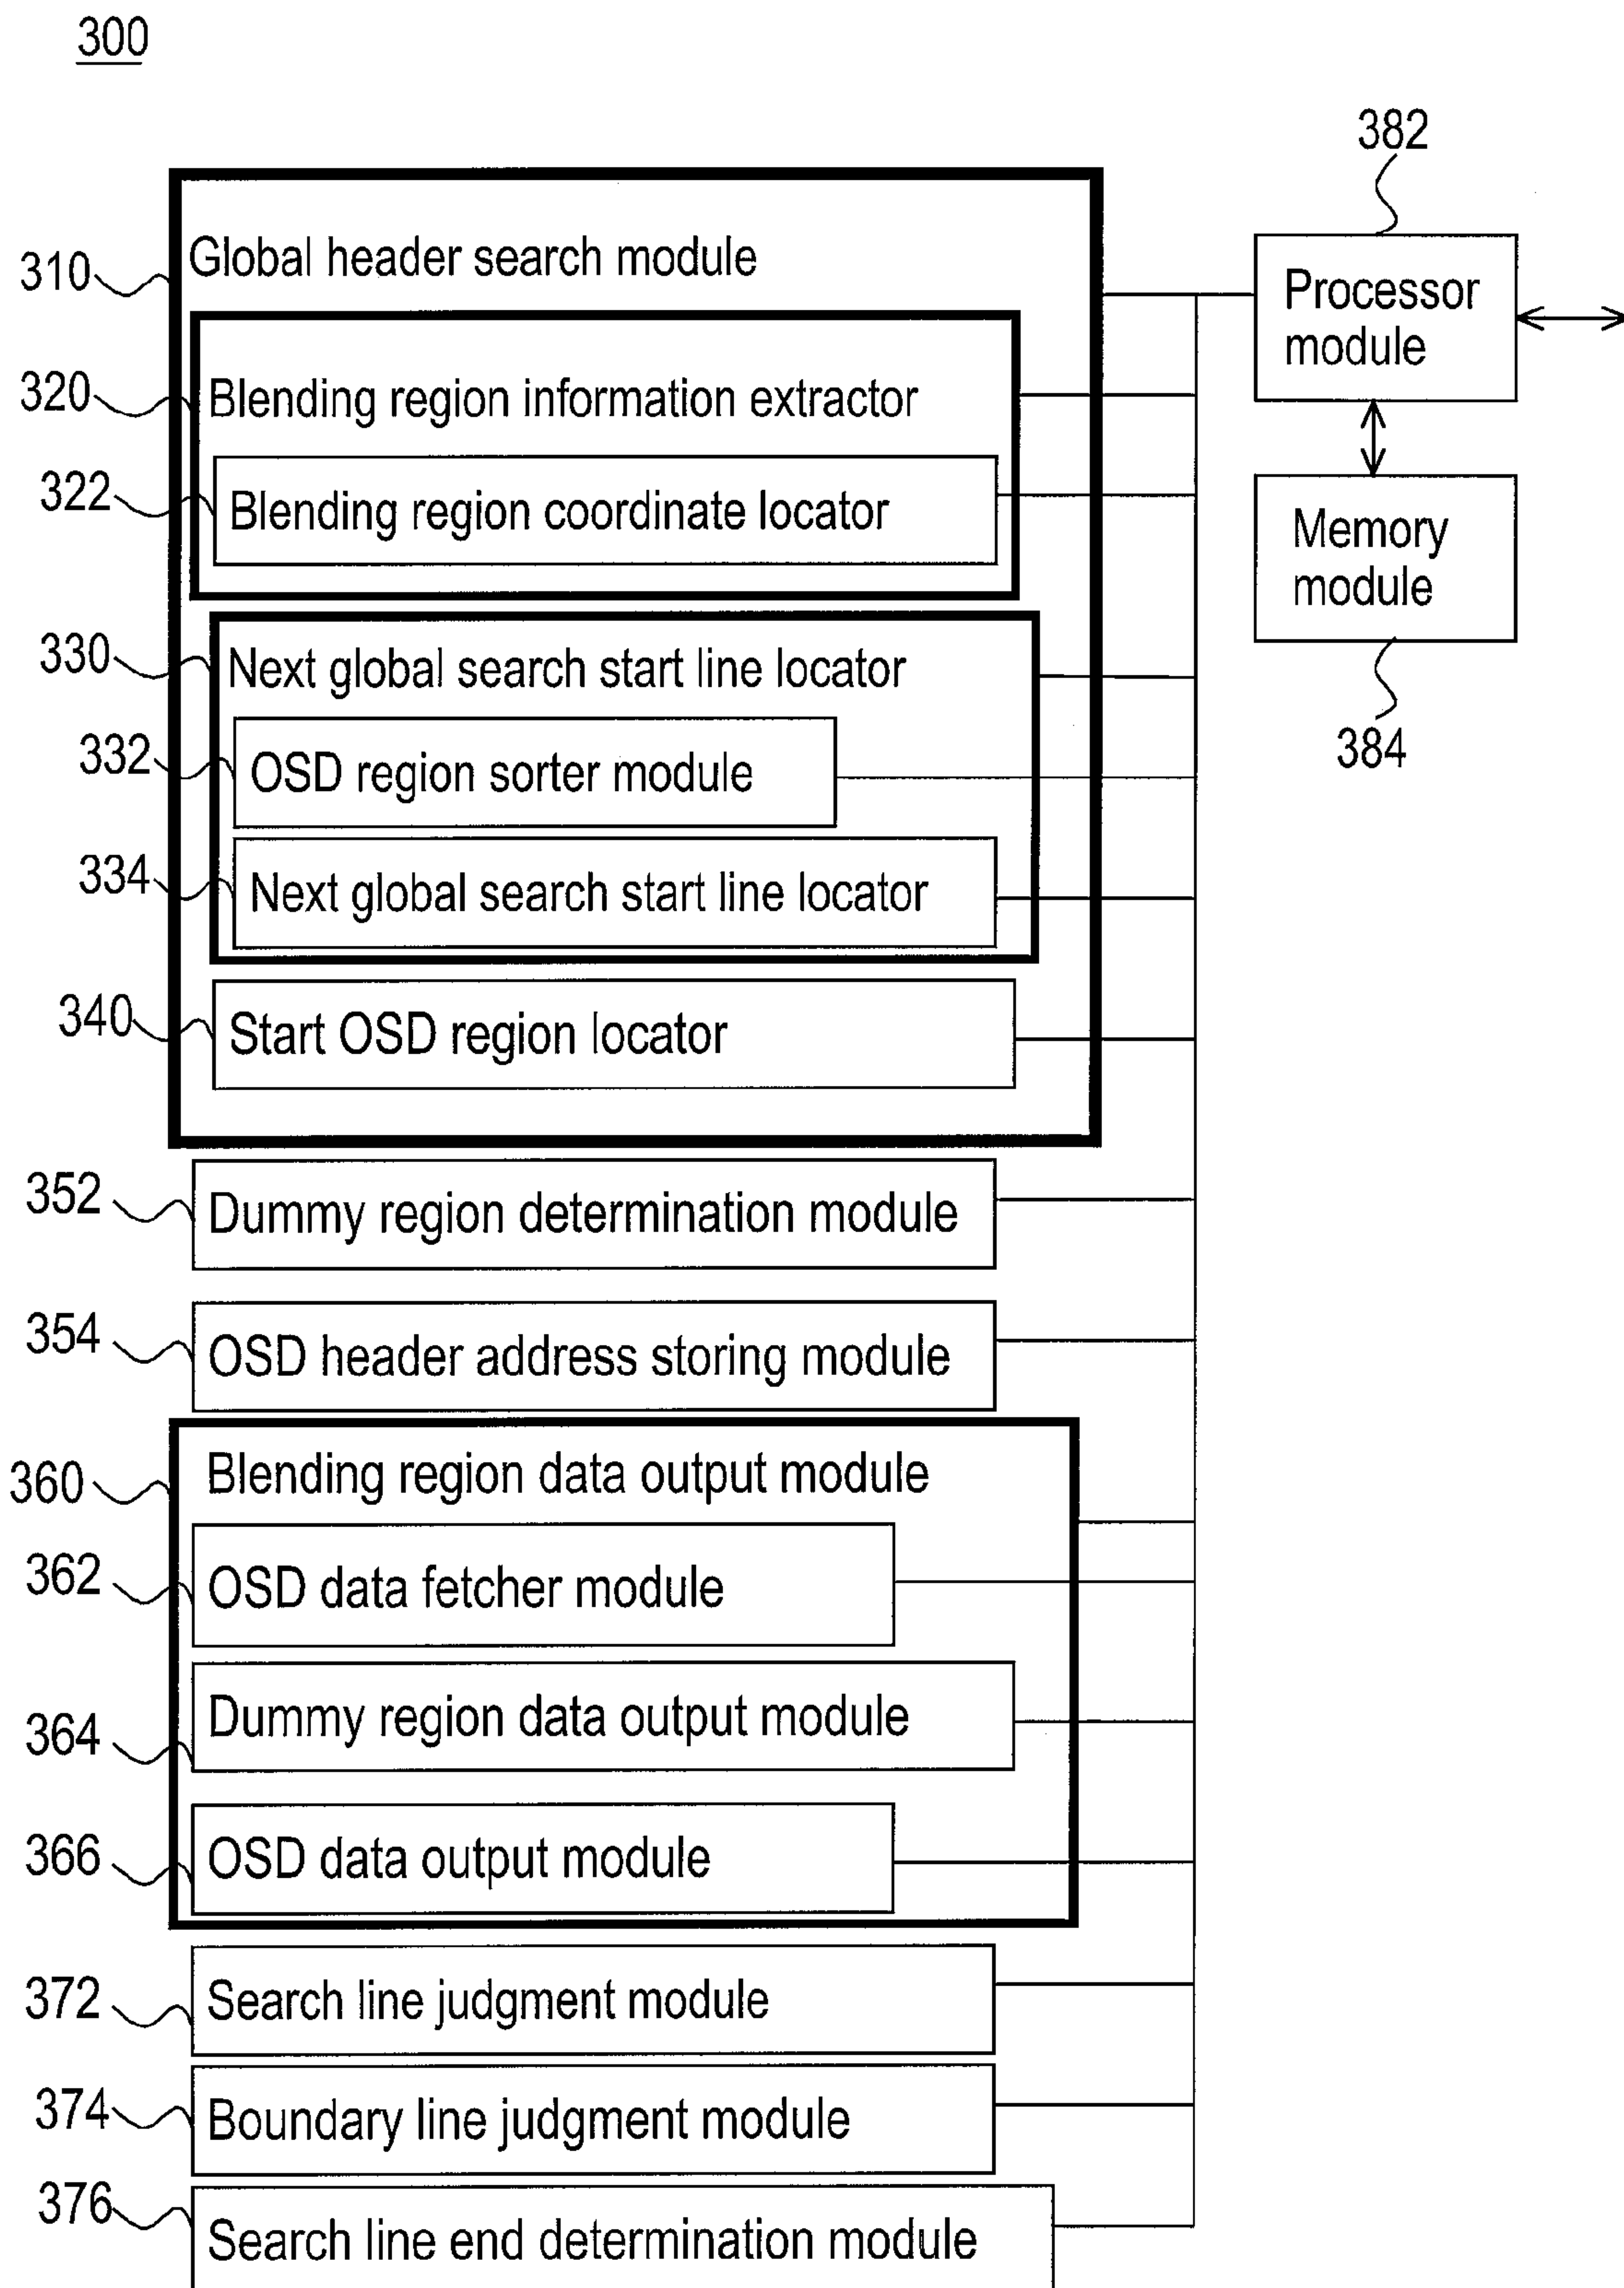 300
382
310
Global header search module
Processor
module
320
Blending region information extractor
322
Blending region coordinate locator
Memory
module
330
Next global search start line locator
384
332
OSD region sorter module
334
Next global search start line locator
340
Start OSD region locator
352
Dummy region determination module
354
OSD header address storing module
360
Blending region data output module
362
OSD data fetcher module
364
Dummy region data output module
366
OSD data output module
372
Search line judgment module
374
Boundary line judgment module
376
Search line end determination module